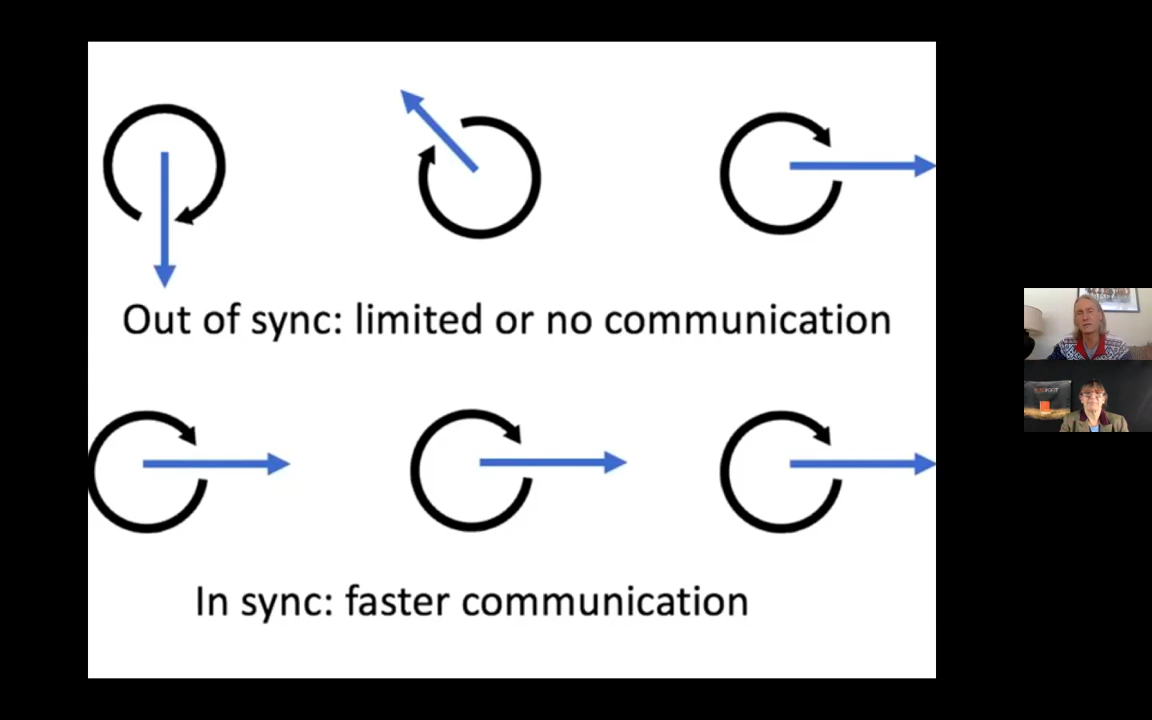 Out of sync: limited or no communication
In sync: faster communication